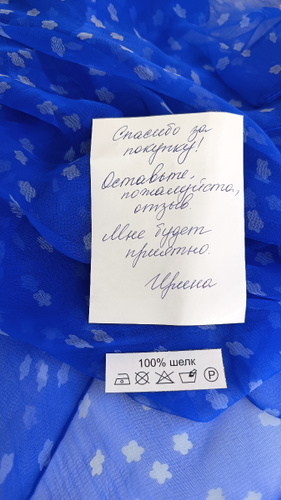 Спасибо за
покупку!
Оставьте,
пожалуйста,
отзыв.
Мне будет
приятно.
Ирина
100% шелк
P